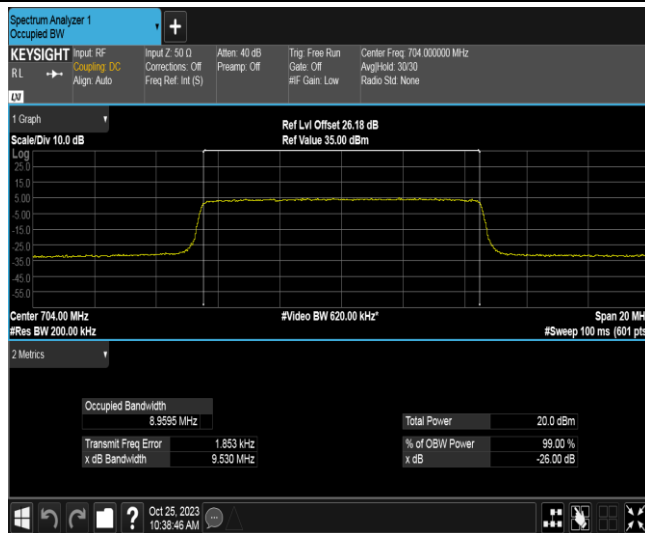 Spectrum Analyzer 1
Occupied BW
KEYSIGHT Input: RF Input Z: 50 Ω Atten: 40 dB Trig: Free Run Center Freq: 704.000000 MHz
RL Coupling: DC Corrections: Off Preamp: Off Gate: Off Avg|Hold: 30/30
Align: Auto Freq Ref: Int (S) #IF Gain: Low Radio Std: None
1 Graph
Ref Lvl Offset 26.18 dB
Scale/Div 10.0 dB Ref Value 35.00 dBm
Log
25.0
15.0
5.00
-5.00
-15.0
-25.0
-35.0
-45.0
-55.0
Center 704.00 MHz #Video BW 620.00 kHz* Span 20 MH
#Res BW 200.00 kHz #Sweep 100 ms (601 pts
2 Metrics
Occupied Bandwidth
8.9595 MHz Total Power 20.0 dBm
Transmit Freq Error 1.853 kHz % of OBW Power 99.00 %
x dB Bandwidth 9.530 MHz x dB -26.00 dB
? Oct 25, 2023
10:38:46 AM